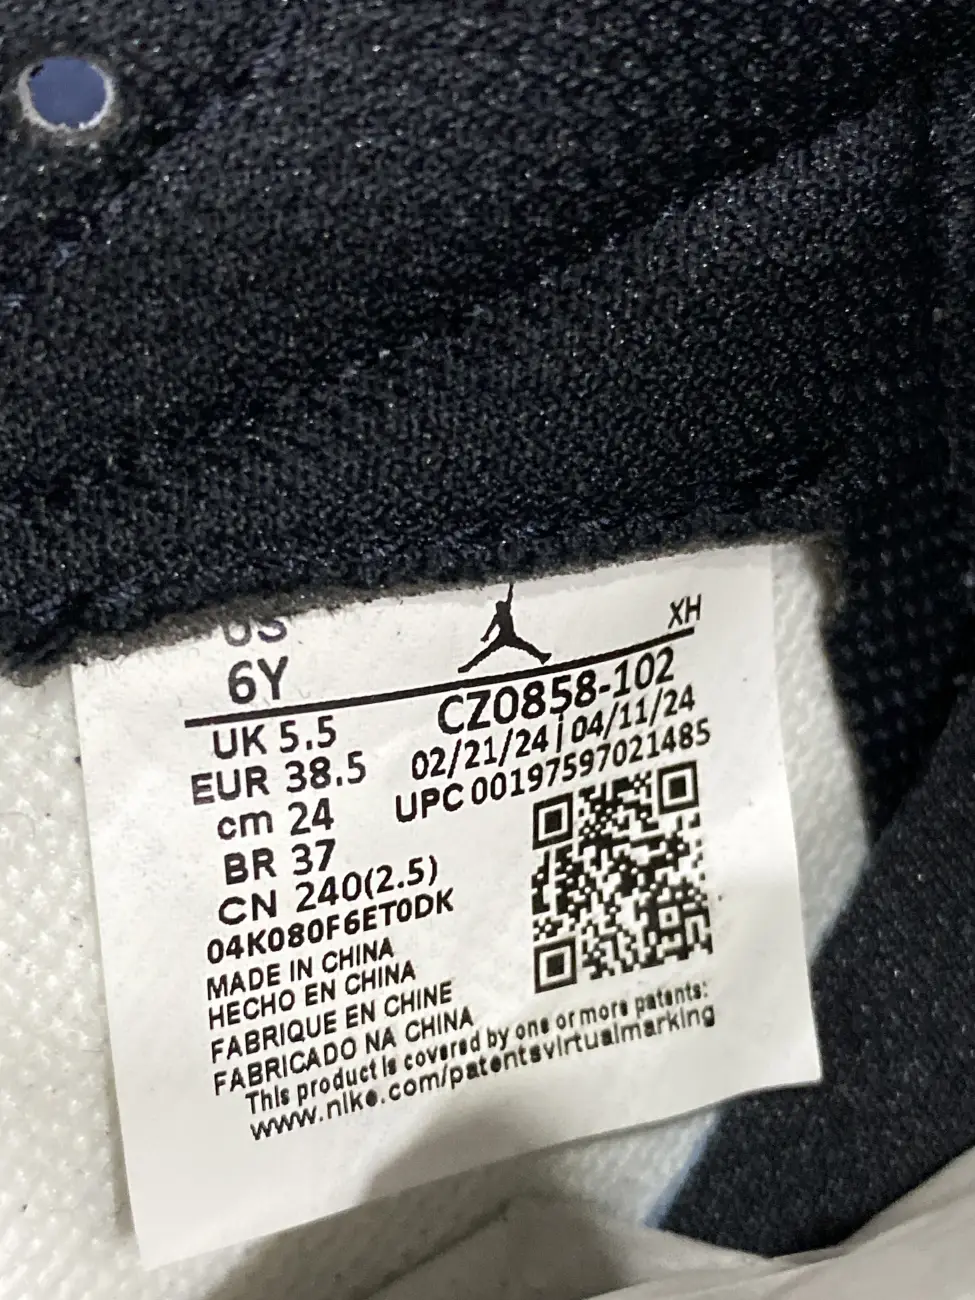 US
6Y
XH
UK 5.5
EUR 38.5
cm 24
BR 37
CN 240(2.5)
CZ0858-102
02/21/24 | 04/11/24
UPC 00197597021485
04K080F6ET0DK
MADE IN CHINA
HECHO EN CHINA
FABRIQUE EN CHINE
FABRICADO NA CHINA
This product is covered by one or more patents:
www.nike.com/patentsvirtualmarking